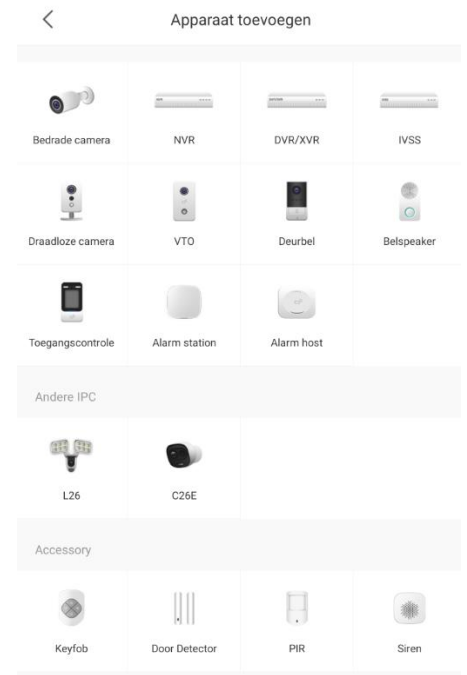 Apparaat toevoegen
Bedrade camera NVR DVR/XVR IVSS
Draadloze camera VTO Deurbel Belspeaker
Toegangscontrole Alarm station Alarm host
Andere IPC
L26 C26E
Accessory
Keyfob Door Detector PIR Siren